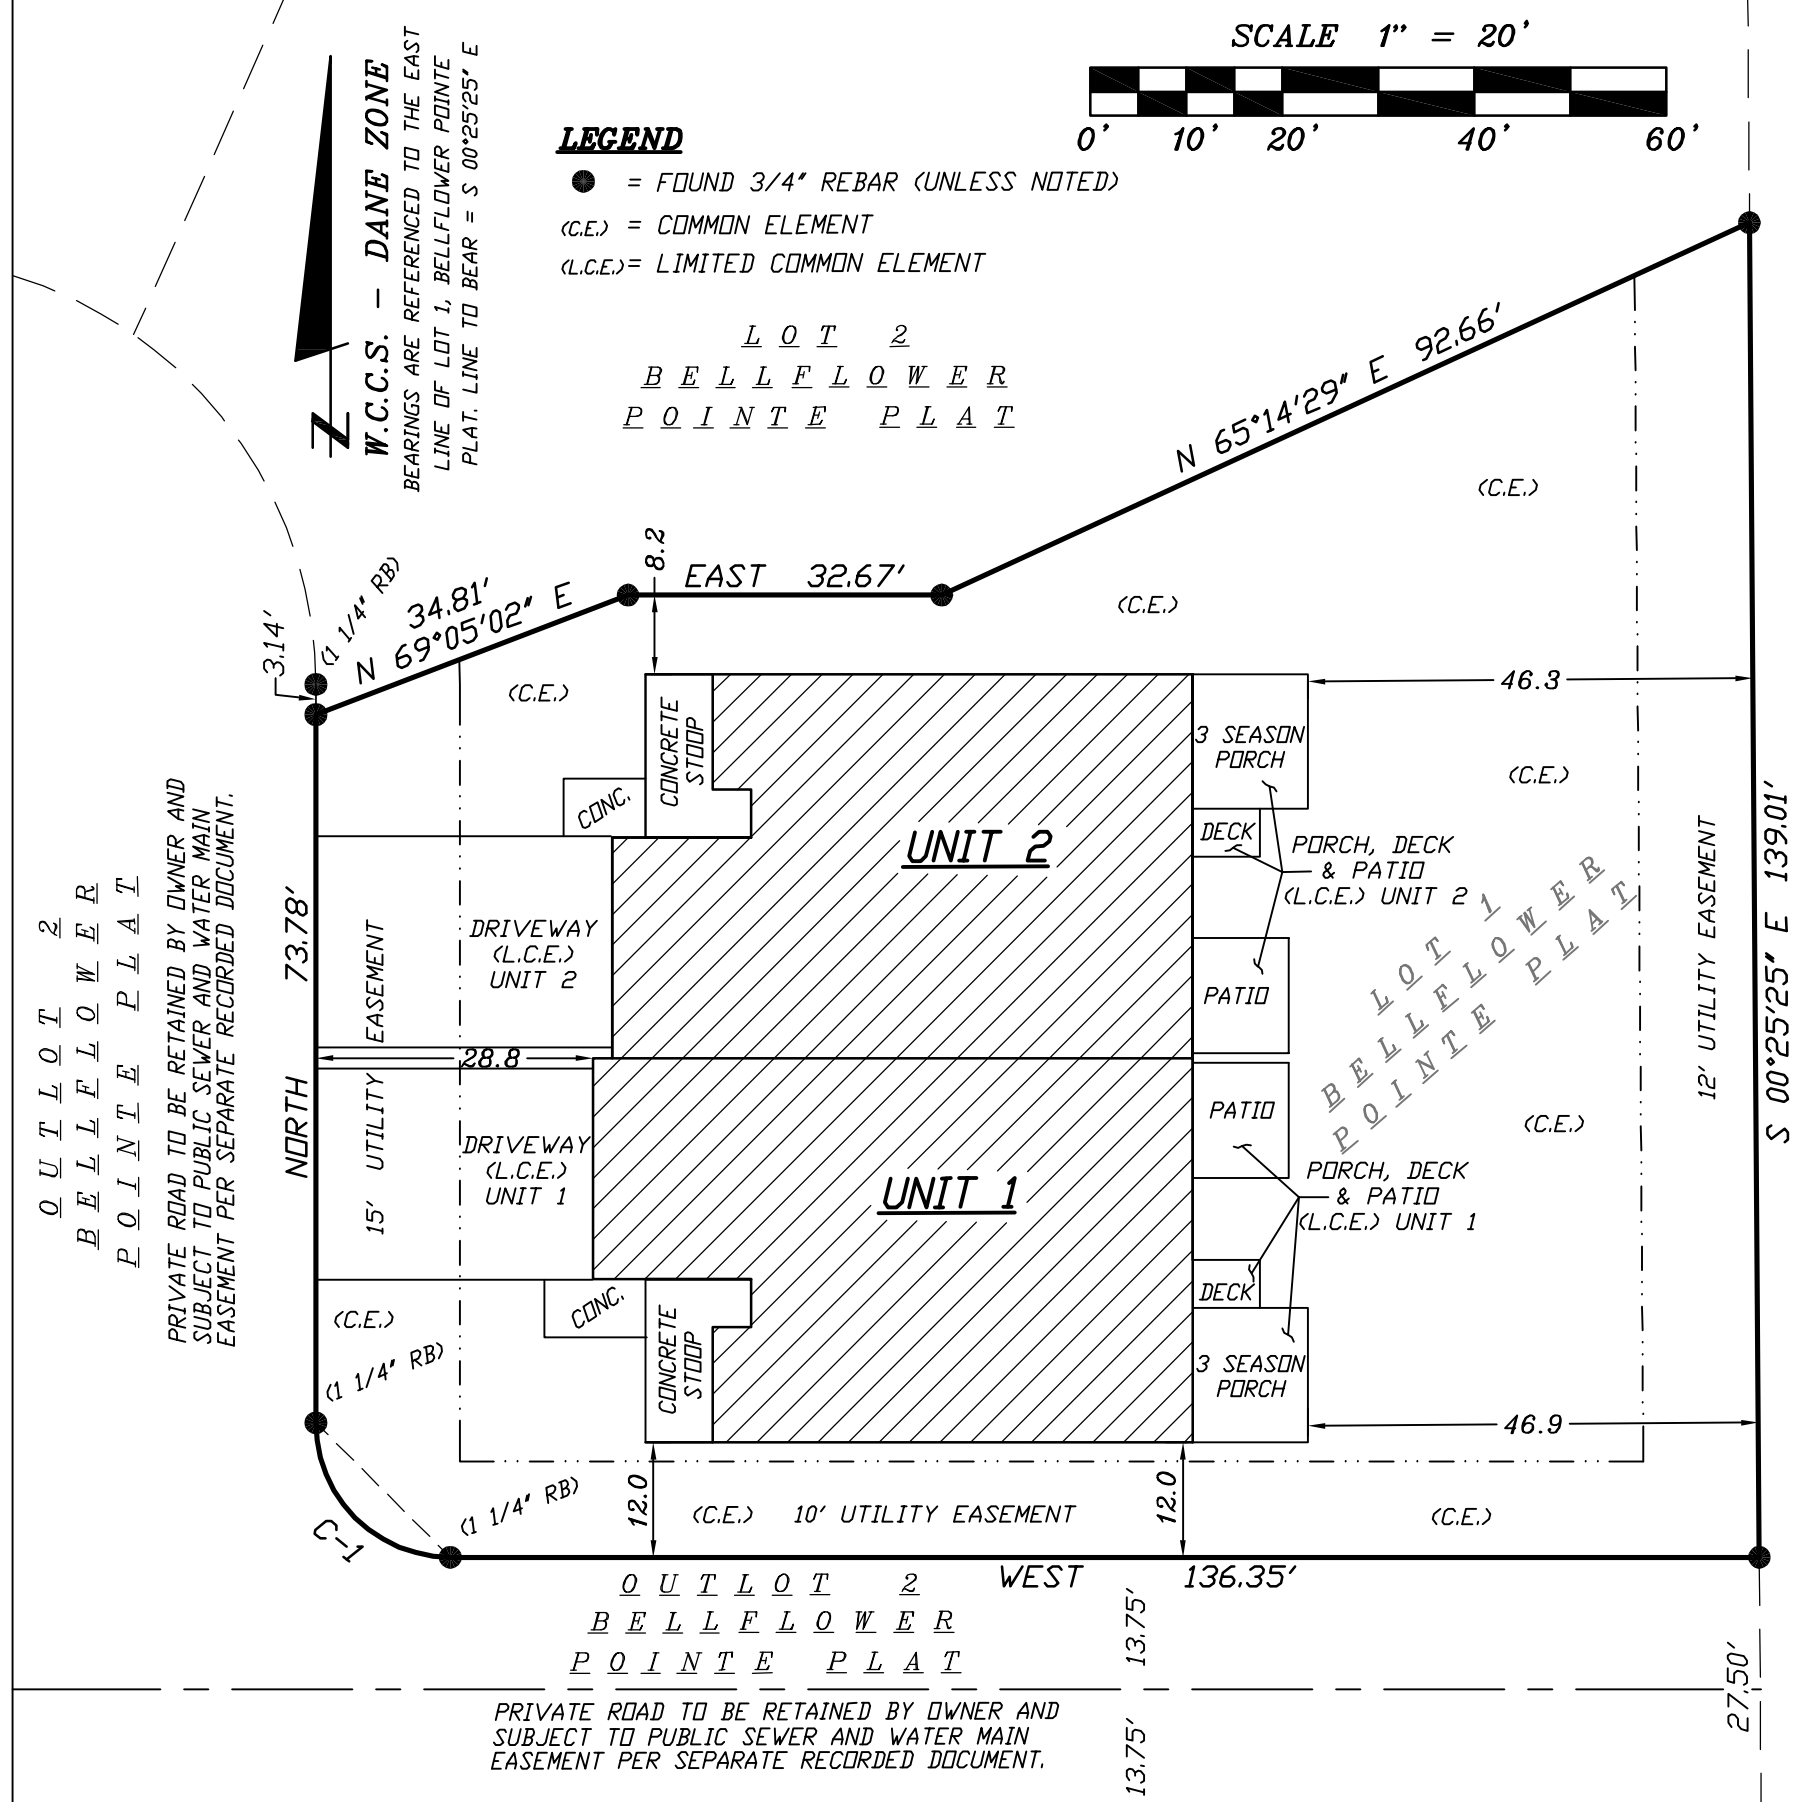 SCALE 1" = 20'
0' 10' 20' 40' 60'
W.C.C.S. - DANE ZONE
BEARINGS ARE REFERENCED TO THE EAST
LINE OF LOT 1, BELLFLOWER POINTE
PLAT. LINE TO BEAR = S 00°25'25" E
Z
LEGEND
= FOUND 3/4" REBAR (UNLESS NOTED)
(C.E.) = COMMON ELEMENT
(L.C.E.)= LIMITED COMMON ELEMENT
LOT 2
BELLFLOWER
POINTE PLAT
N 65°14'29" E 92.66'
(C.E.)
8.2
EAST 32.67'
(C.E.)
34.81'
N 69°05'02" E
(1 1/4" RB)
3.14'
(C.E.)
46.3
CONCRETE
STOOP
CONC.
3 SEASON
PORCH
(C.E.)
UNIT 2
DECK
PORCH, DECK
& PATIO
(L.C.E.) UNIT 2
PATIO
LOT 1
BELLFLOWER
POINTE PLAT
12' UTILITY EASEMENT
S 00°25'25" E 139.01'
OUTLOT 2
BELLFLOWER
POINTE PLAT
PRIVATE ROAD TO BE RETAINED BY OWNER AND
SUBJECT TO PUBLIC SEWER AND WATER MAIN
EASEMENT PER SEPARATE RECORDED DOCUMENT.
NORTH 73.78'
15' UTILITY EASEMENT
DRIVEWAY
(L.C.E.)
UNIT 2
28.8
DRIVEWAY
(L.C.E.)
UNIT 1
PATIO
(C.E.)
UNIT 1
PORCH, DECK
& PATIO
(L.C.E.) UNIT 1
DECK
(C.E.)
CONC.
CONCRETE
STOOP
3 SEASON
PORCH
(1 1/4" RB)
46.9
C-1
(1 1/4" RB)
12.0
(C.E.) 10' UTILITY EASEMENT
12.0
(C.E.)
WEST 136.35'
OUTLOT 2
BELLFLOWER
POINTE PLAT
13.75'
27.50'
PRIVATE ROAD TO BE RETAINED BY OWNER AND
SUBJECT TO PUBLIC SEWER AND WATER MAIN
EASEMENT PER SEPARATE RECORDED DOCUMENT.
13.75'